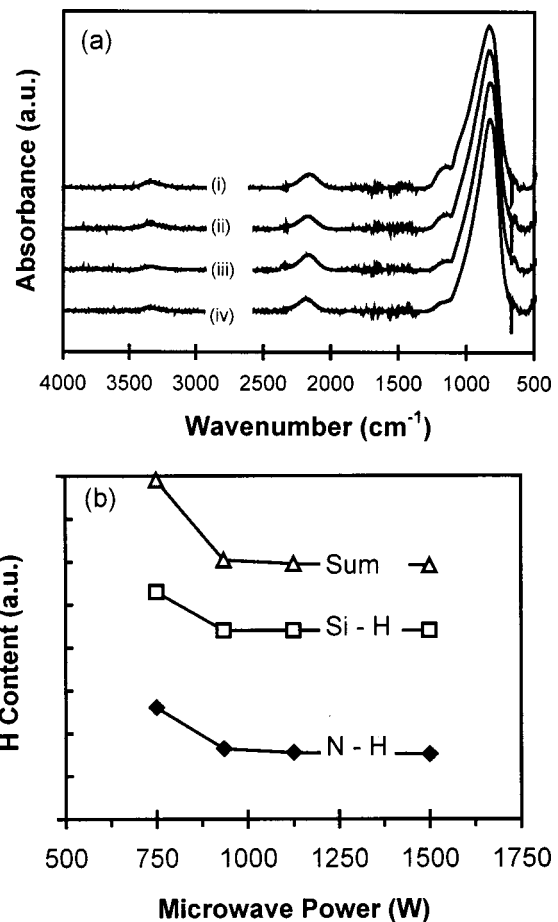 (a)
Absorbance (a.u.)
(i)
(ii)
(iii)
(iv)
4000 3500 3000 2500 2000 1500 1000 500
Wavenumber (cm⁻¹)
(b)
H Content (a.u.)
Sum
Si - H
N - H
500 750 1000 1250 1500 1750
Microwave Power (W)